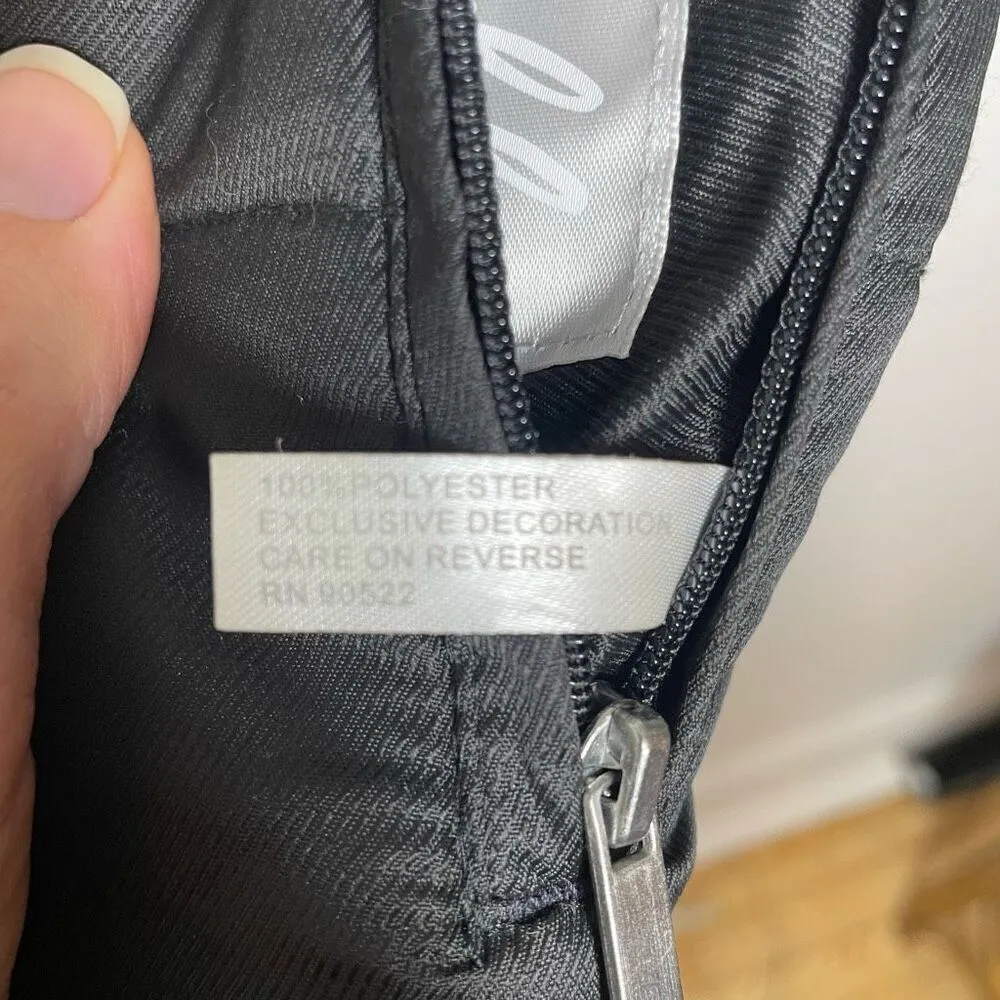 100% POLYESTER
EXCLUSIVE DECORATION
CARE ON REVERSE
RN 90522